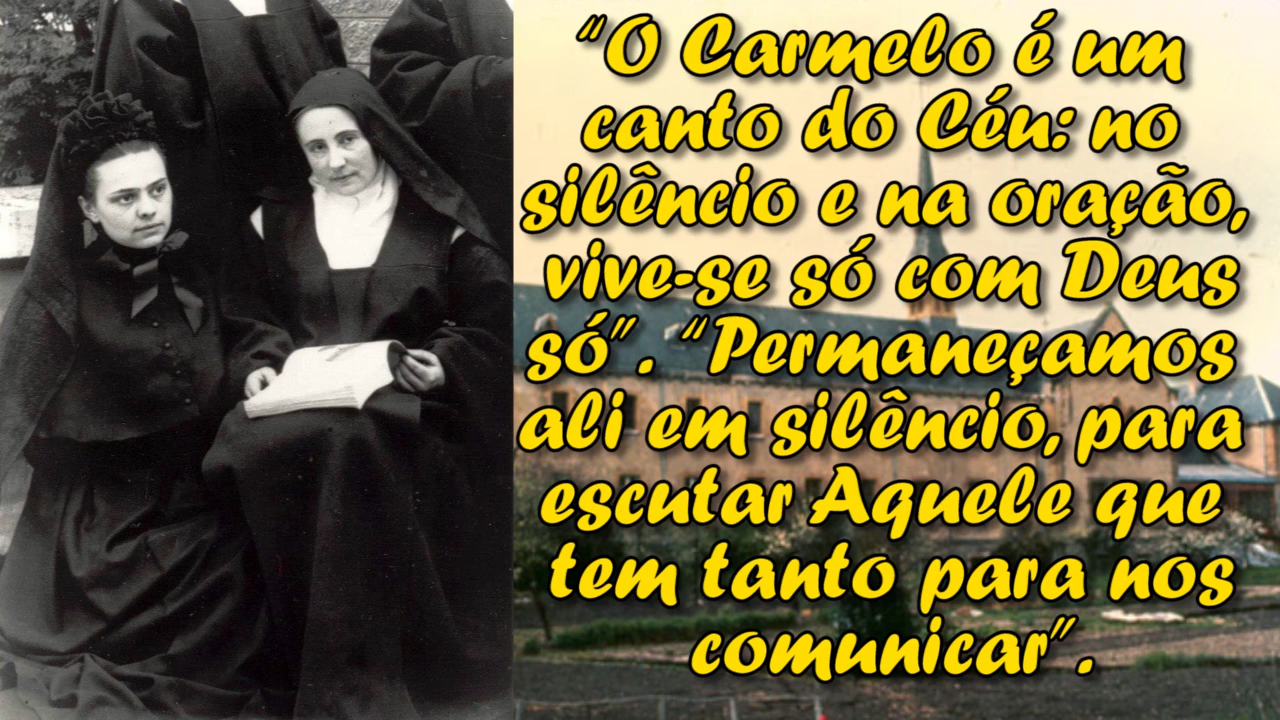 “O Carmelo é um
canto do Céu: no
silêncio e na oração,
vive-se só com Deus
só”. “Permaneçamos
ali em silêncio, para
escutar Aquele que
tem tanto para nos
comunicar”.